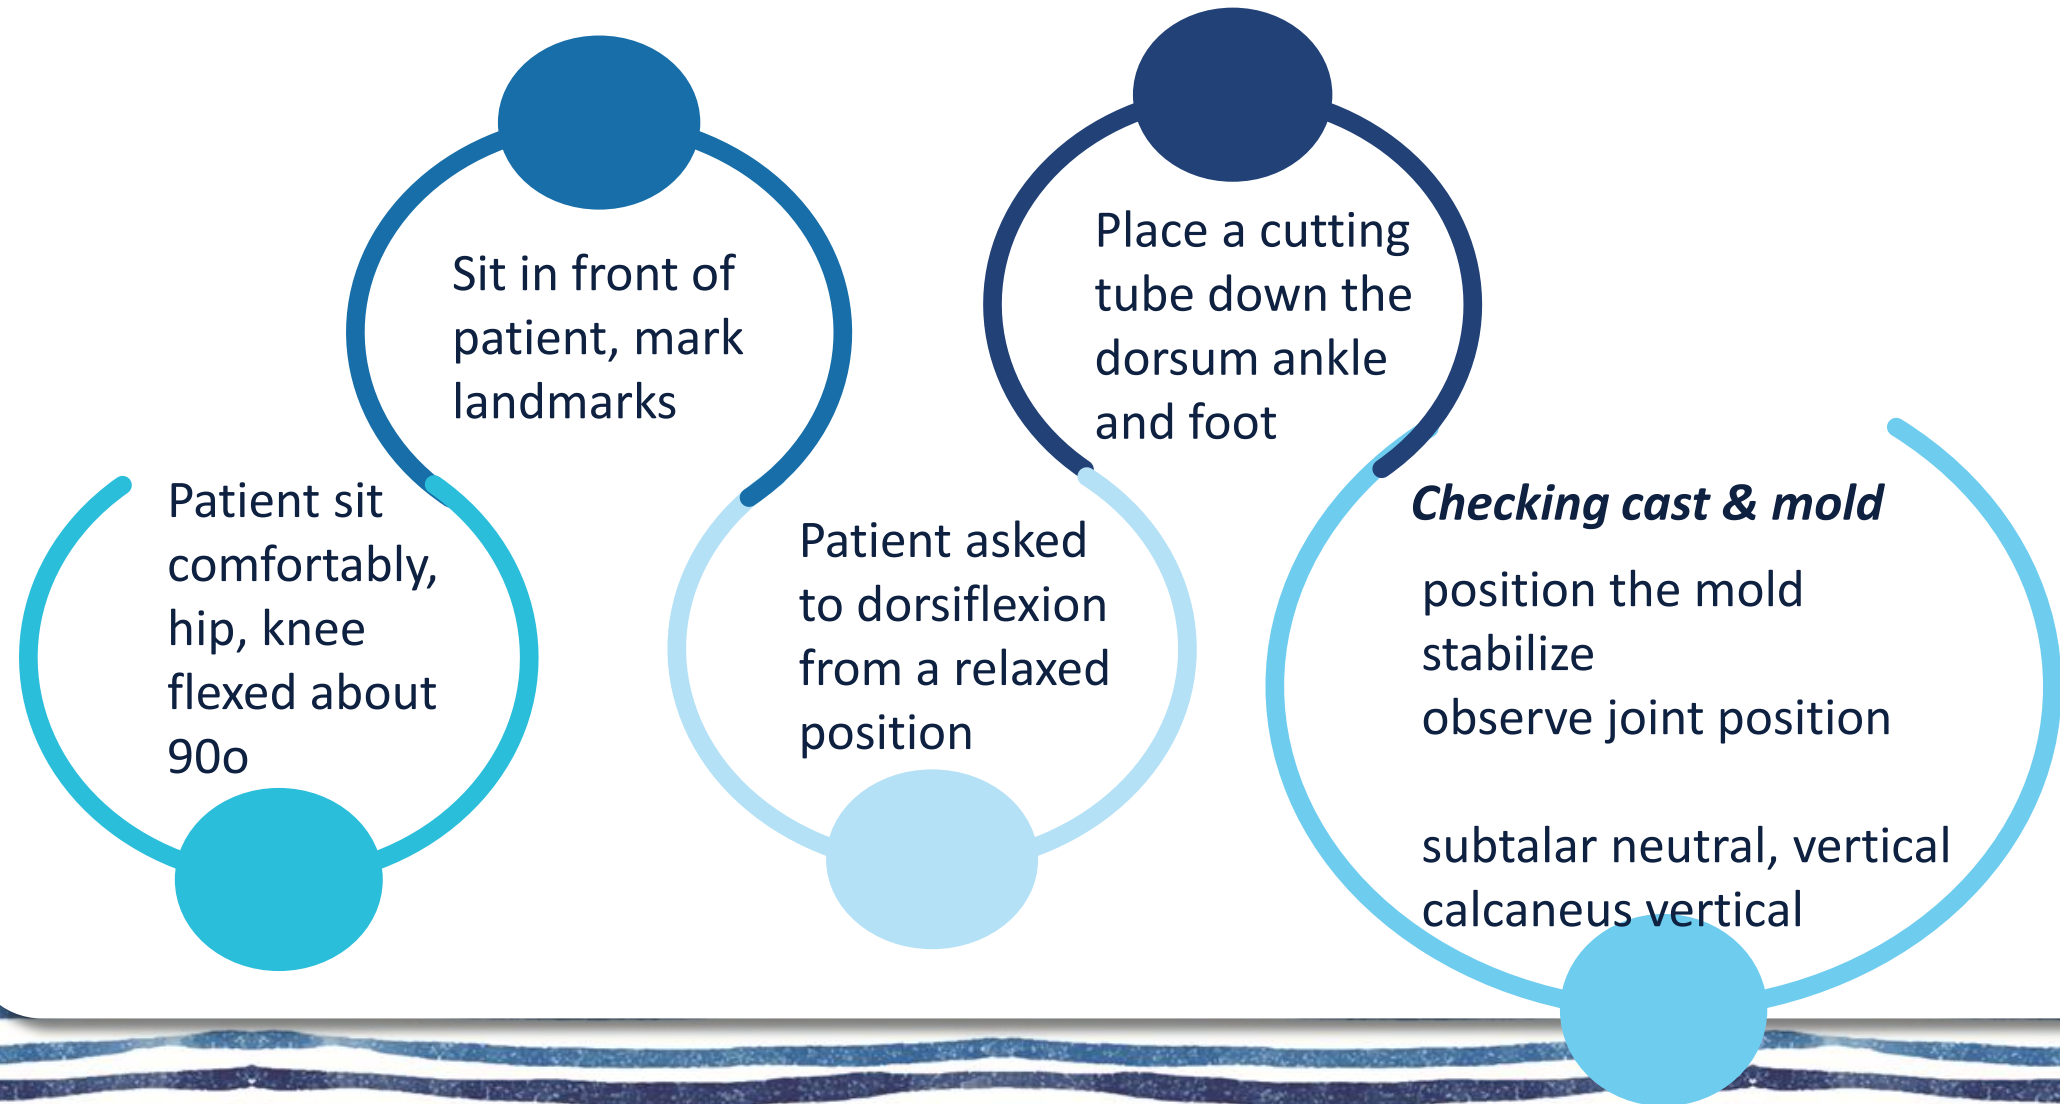 Patient sit
comfortably,
hip, knee
flexed about
90o
Sit in front of
patient, mark
landmarks
Patient asked
to dorsiflexion
from a relaxed
position
Place a cutting
tube down the
dorsum ankle
and foot
Checking cast & mold
position the mold
stabilize
observe joint position
subtalar neutral, vertical
calcaneus vertical